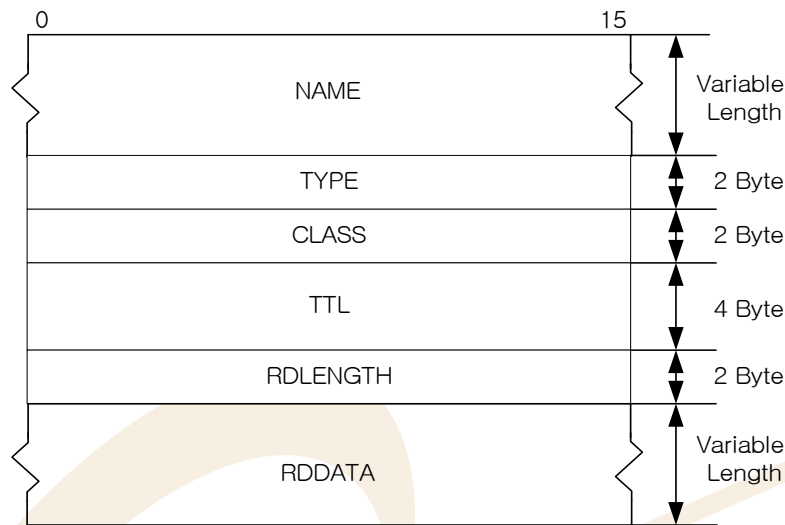 0 15
NAME
Variable
Length
TYPE
2 Byte
CLASS
2 Byte
TTL
4 Byte
RDLENGTH
2 Byte
RDDATA
Variable
Length